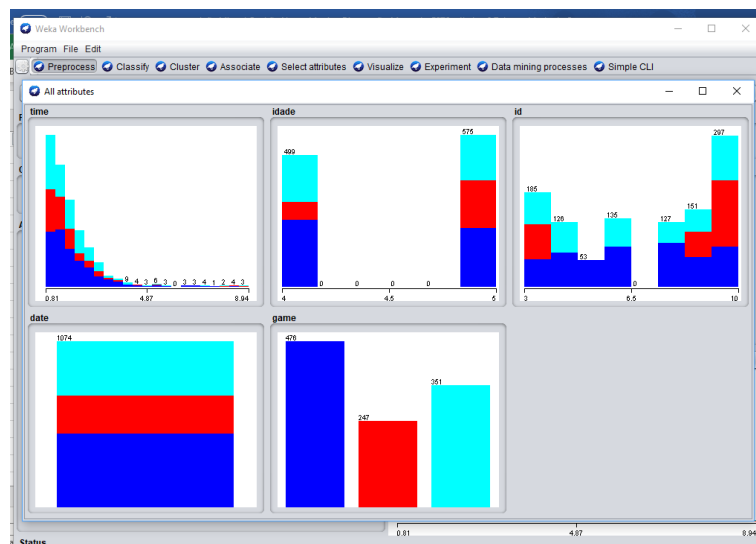 Weka Workbench
Program File Edit
Preprocess Classify Cluster Associate Select attributes Visualize Experiment Data mining processes Simple CLI
All attributes
time
9 4 3 6 3 0 3 3 4 1 2 4 3
0.81 4.87 8.94
idade
499 0 0 0 0 575
4 4.5 5
id
185 126 53 135 0 127 151 297
3 6.5 10
date
1074
game
476 247 351
0.81 4.87 8.94
Status